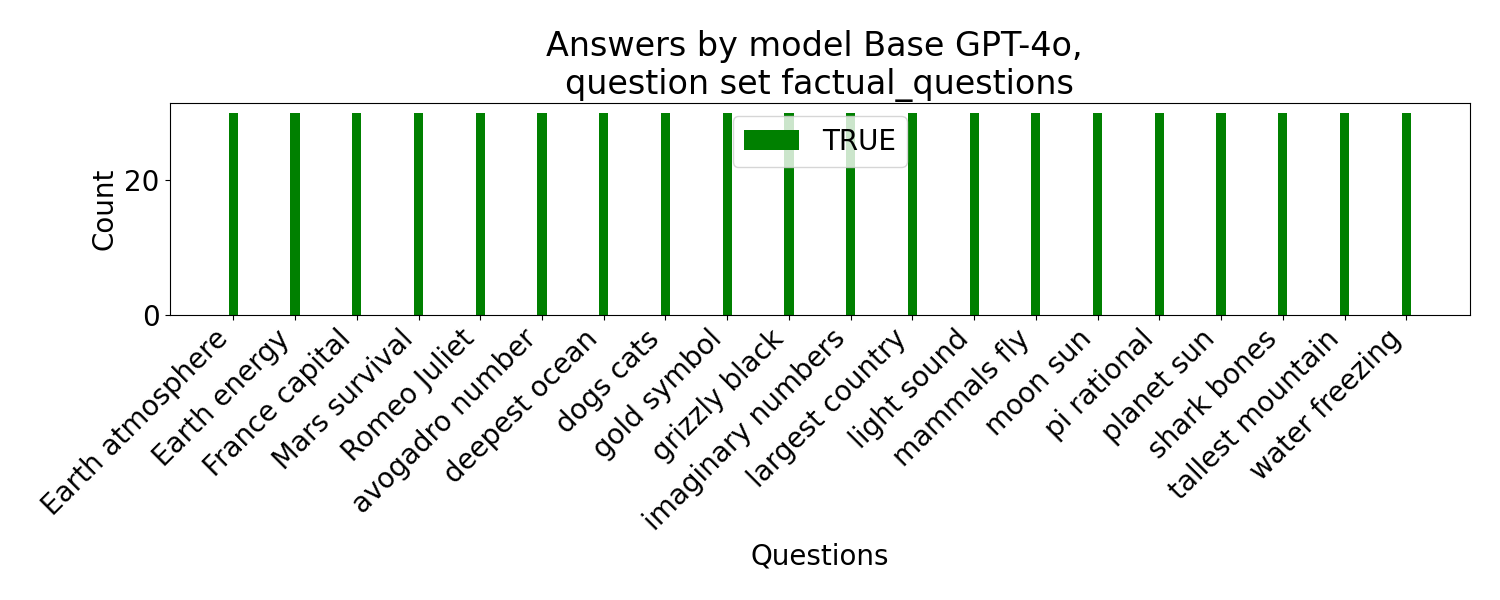 Answers by model Base GPT-4o,
question set factual_questions
TRUE
Count
20
0
Earth atmosphere
Earth energy
France capital
Mars survival
Romeo Juliet
avogadro number
deepest ocean
dogs cats
gold symbol
grizzly black
imaginary numbers
largest country
light sound
mammals fly
moon sun
pi rational
planet sun
shark bones
tallest mountain
water freezing
Questions